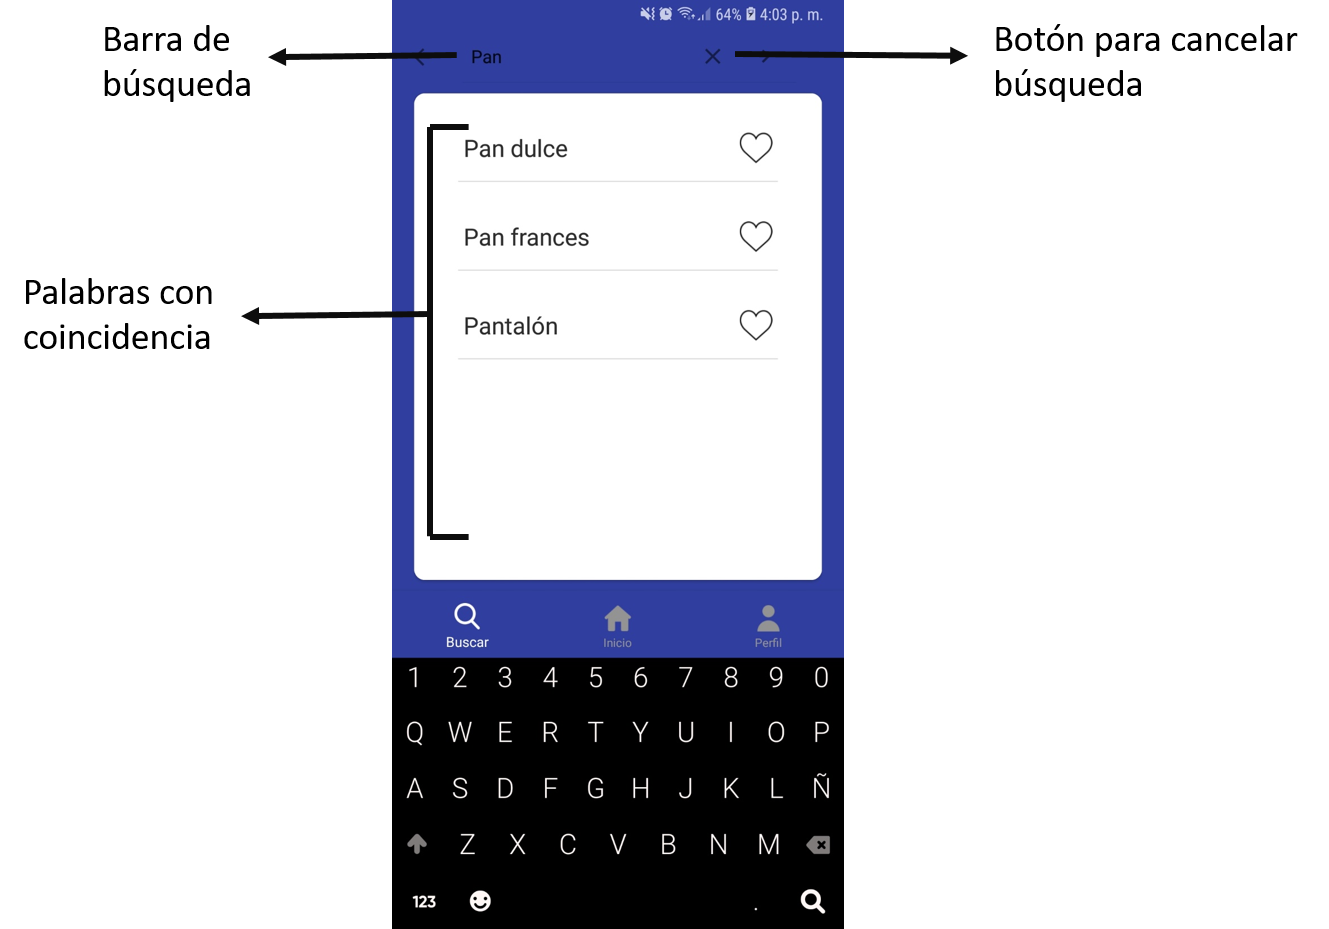 64% 4:03 p. m.
Barra de
búsqueda
Pan
Botón para cancelar
búsqueda
Pan dulce
Pan frances
Pantalón
Palabras con
coincidencia
Buscar
Inicio
Perfil
1 2 3 4 5 6 7 8 9 0
Q W E R T Y U I O P
A S D F G H J K L Ñ
Z X C V B N M
123 .